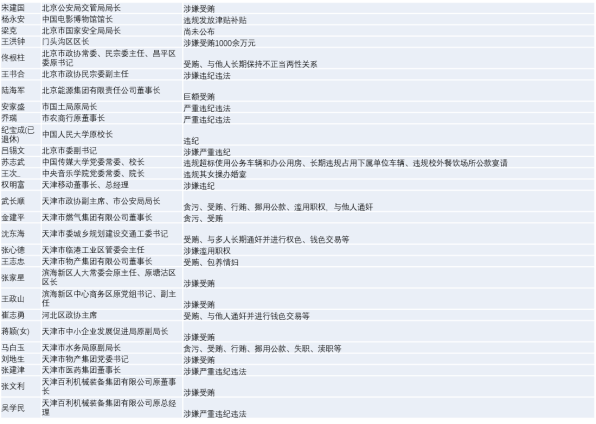 宋建国 北京公安局交管局局长 涉嫌受贿
杨永安 中国电影博物馆馆长 违规发放津贴补贴
梁克 北京市国家安全局局长 尚未公布
王洪钟 门头沟区区长 涉嫌受贿1000余万元
佟根柱 北京市政协常委、民宗委主任、昌平区
委原书记 受贿、与他人长期保持不正当两性关系
王书合 北京市政协民宗委副主任 涉嫌违纪违法
陆海军 北京能源集团有限责任公司董事长 巨额受贿
安家盛 市国土局原局长 严重违纪违法
乔瑞 市农商行原董事长 严重违纪违法
纪宝成(已
退休) 中国人民大学原校长 违纪
吕锡文 北京市委副书记 涉嫌严重违纪
苏志武 中国传媒大学党委常委、校长 违规超标使用公务车辆和办公用房、长期违规占用下属单位车辆、违规校外餐饮场所公款宴请
王次_ 中央音乐学院党委常委、院长 违规其女操办婚宴
权明富 天津移动董事长、总经理 涉嫌违纪
武长顺 天津市政协副主席、市公安局局长 贪污、受贿、行贿、挪用公款、滥用职权、与他人通奸
金建平 天津市燃气集团有限公司董事长 贪污、受贿
沈东海 天津市委城乡规划建设交通工委书记 受贿、与多人长期通奸并进行权色、钱色交易等
张心德 天津市临港工业区管委会主任 涉嫌滥用职权
王志忠 天津市物产集团有限公司董事长 受贿、包养情妇
张家星 滨海新区人大常委会原主任、原塘沽区
区长 涉嫌受贿
王政山 滨海新区中心商务区原党组书记、副主
任 涉嫌受贿
崔志勇 河北区政协主席 受贿、与他人通奸并进行钱色交易等
蒋颖(女) 天津市中小企业发展促进局原副局长 涉嫌受贿
马白玉 天津市水务局原副局长 贪污、受贿、行贿、挪用公款、失职、渎职等
刘地生 天津市物产集团党委书记 涉嫌受贿
张建津 天津市医药集团董事长 涉嫌严重违纪违法
张文利 天津百利机械装备集团有限公司原董事
长 涉嫌受贿
吴学民 天津百利机械装备集团有限公司原总经
理 涉嫌严重违纪违法